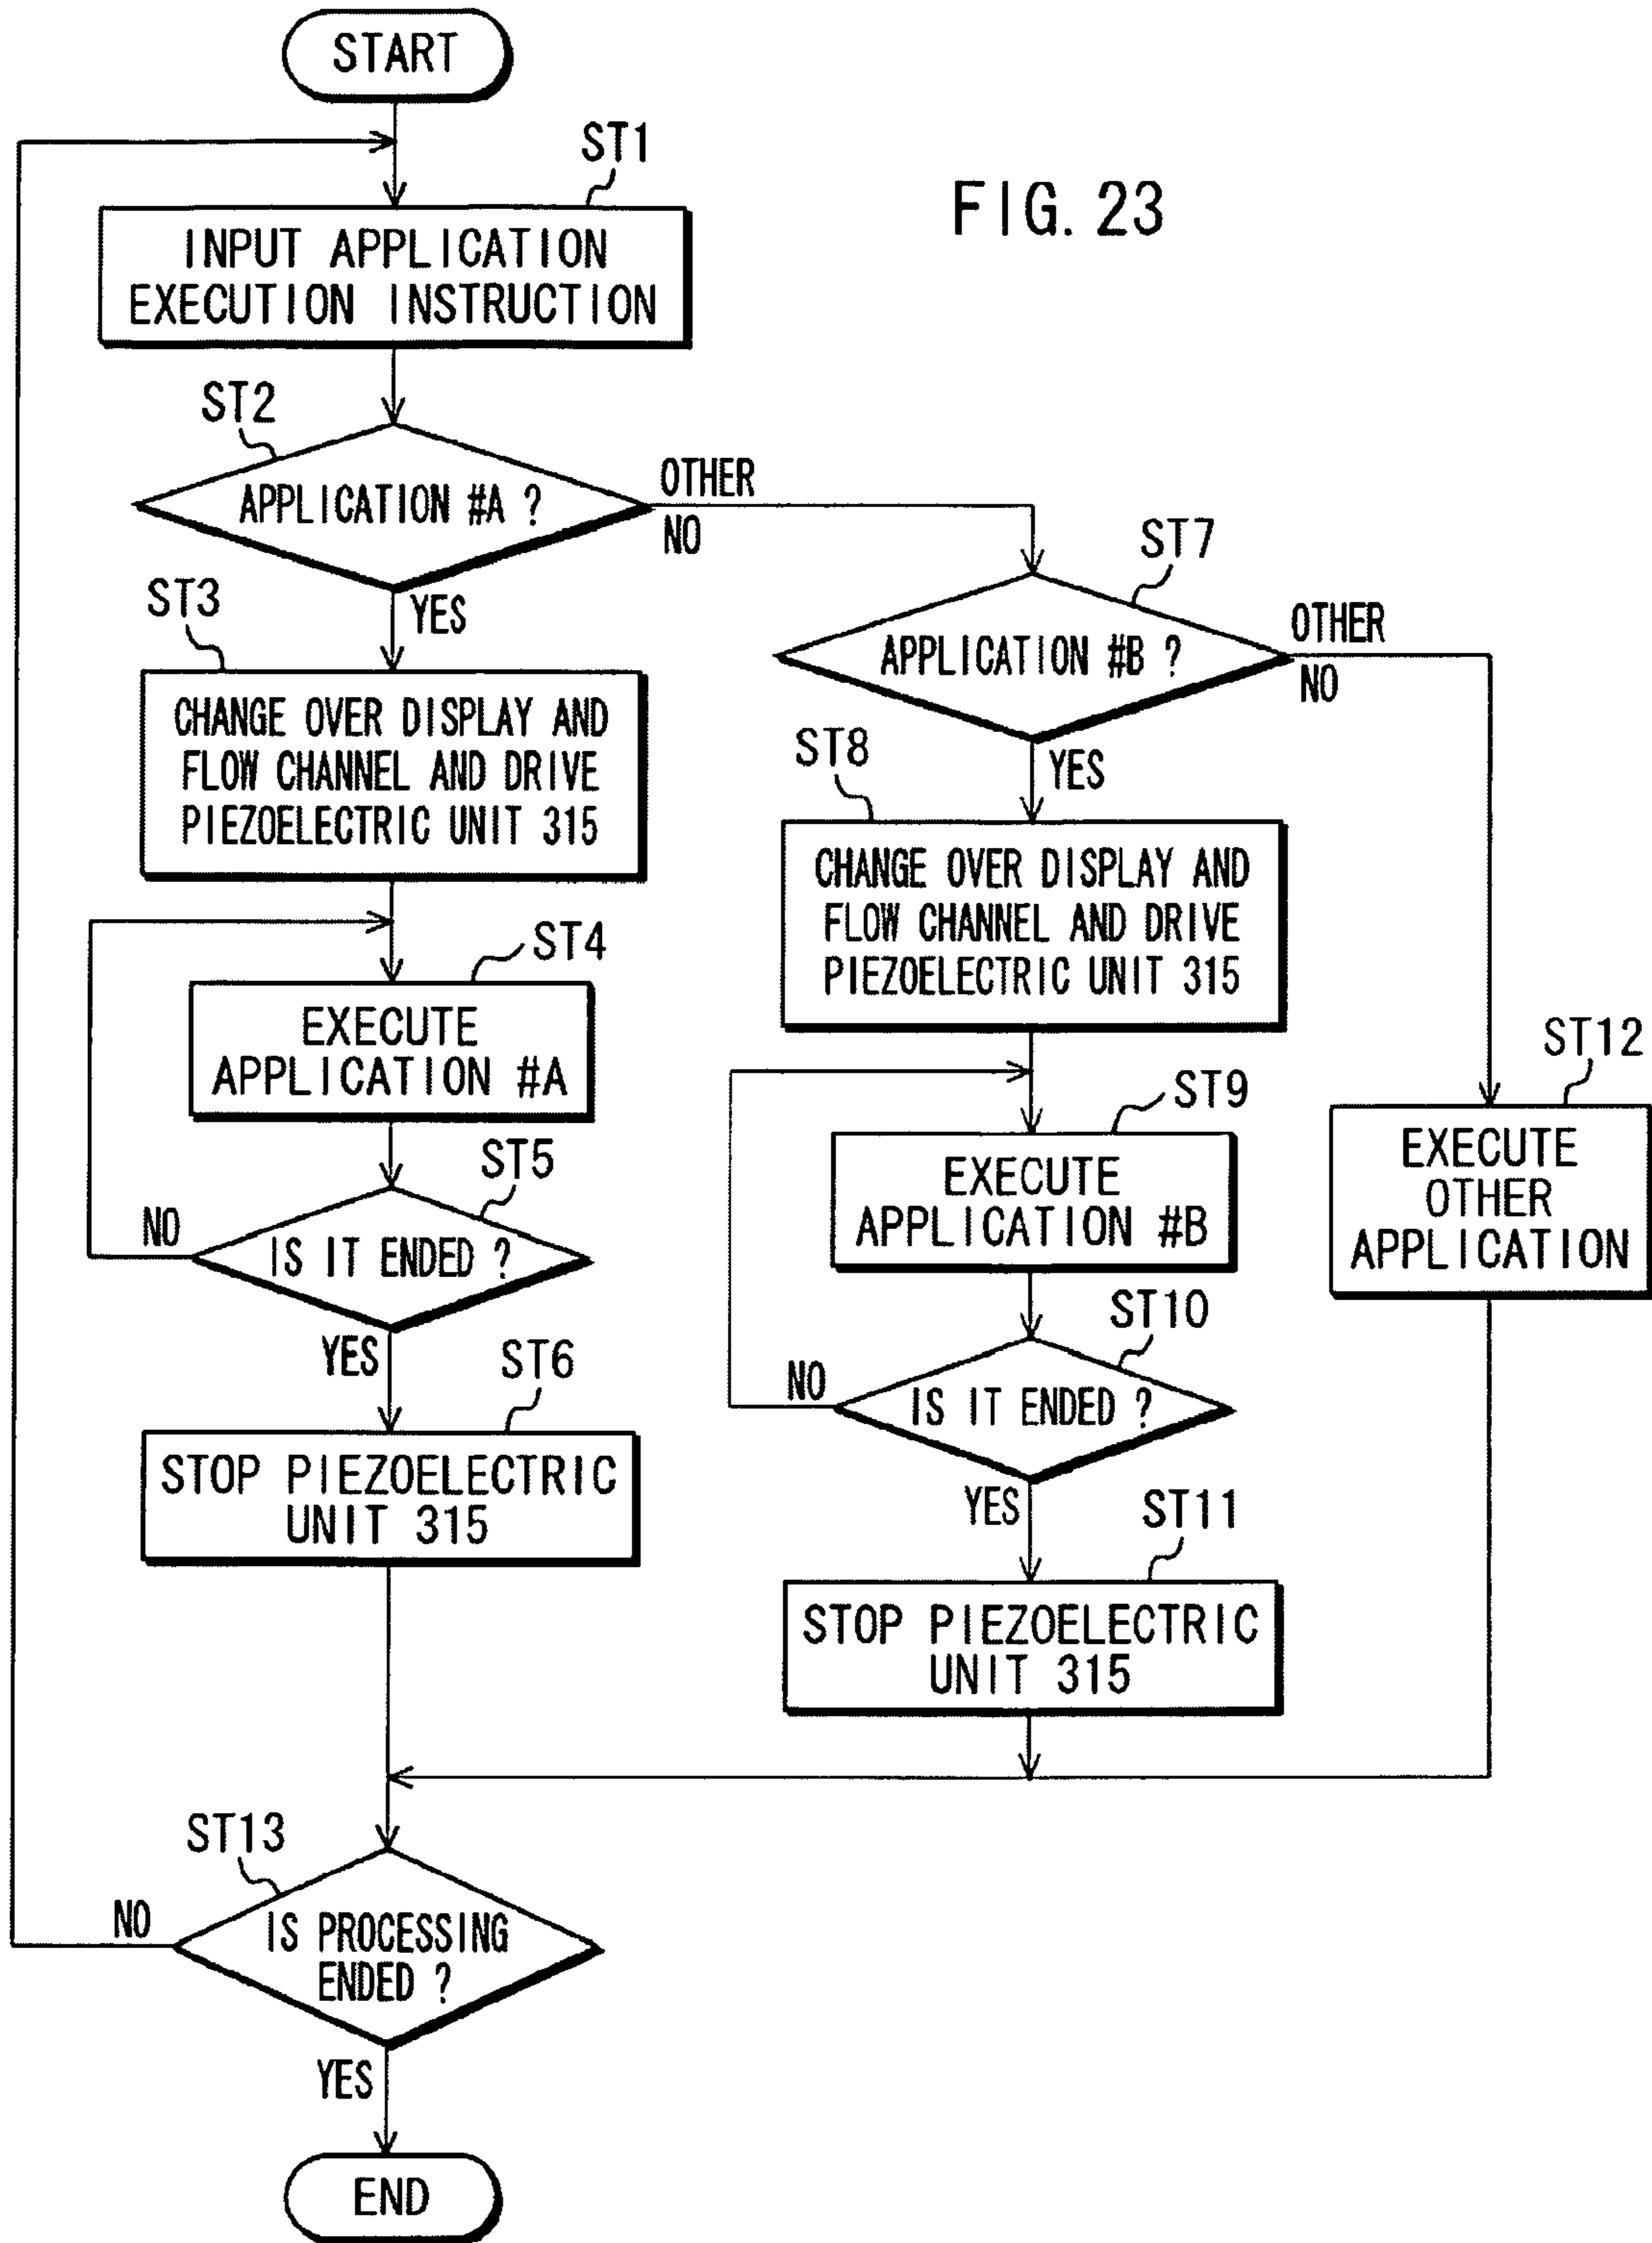 START
ST1
FIG. 23
INPUT APPLICATION
EXECUTION INSTRUCTION
ST2
APPLICATION #A ?
OTHER
NO
YES
ST3
CHANGE OVER DISPLAY AND
FLOW CHANNEL AND DRIVE
PIEZOELECTRIC UNIT 315
ST4
EXECUTE
APPLICATION #A
ST5
NO
IS IT ENDED ?
YES
ST6
STOP PIEZOELECTRIC
UNIT 315
ST7
APPLICATION #B ?
OTHER
NO
YES
ST8
CHANGE OVER DISPLAY AND
FLOW CHANNEL AND DRIVE
PIEZOELECTRIC UNIT 315
ST9
EXECUTE
APPLICATION #B
ST10
NO
IS IT ENDED ?
YES
ST11
STOP PIEZOELECTRIC
UNIT 315
ST12
EXECUTE
OTHER
APPLICATION
ST13
NO
IS PROCESSING
ENDED ?
YES
END